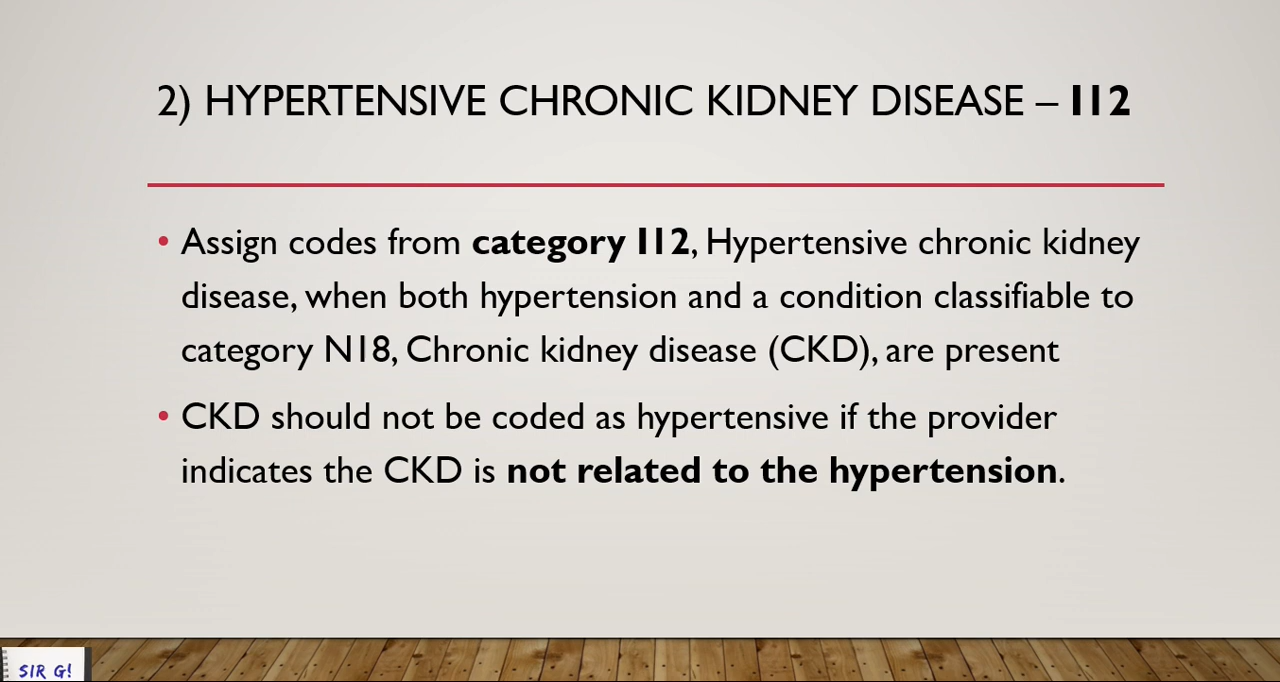 2) HYPERTENSIVE CHRONIC KIDNEY DISEASE – I12
• Assign codes from category I12, Hypertensive chronic kidney
disease, when both hypertension and a condition classifiable to
category N18, Chronic kidney disease (CKD), are present
• CKD should not be coded as hypertensive if the provider
indicates the CKD is not related to the hypertension.
SIR G!